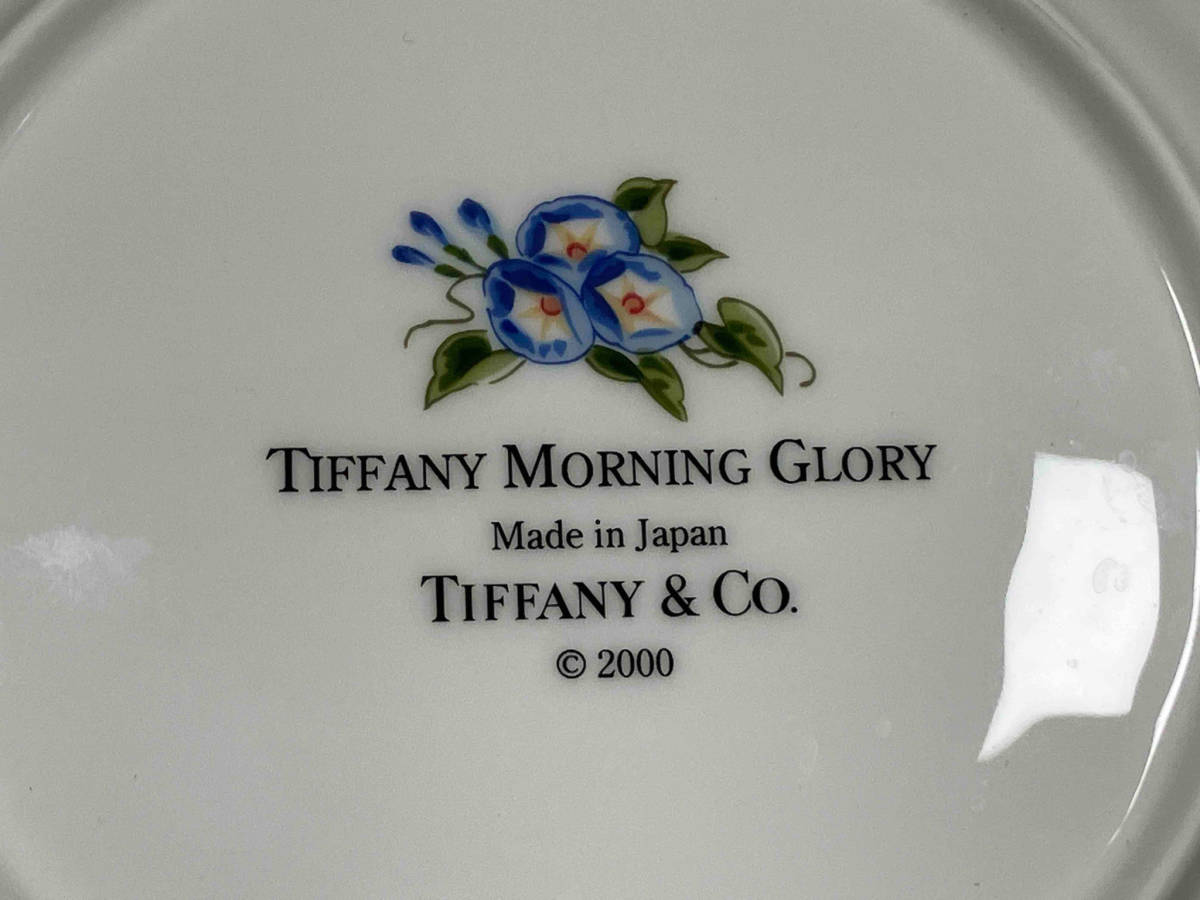 TIFFANY MORNING GLORY
Made in Japan
TIFFANY & CO.
© 2000